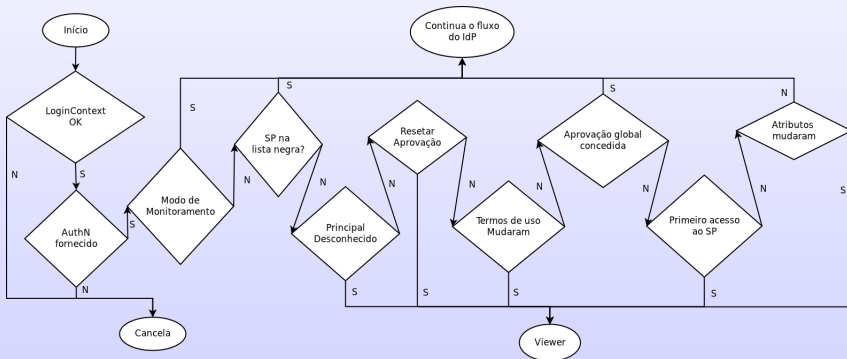 Início
Continua o fluxo
do IdP
LoginContext
OK
S
N
AuthN
fornecido
S
N
Cancela
Modo de
Monitoramento
S
N
SP na
lista negra?
S
N
Principal
Desconhecido
N
S
Resetar
Aprovação
N
S
Termos de uso
Mudaram
N
S
Aprovação global
concedida
S
N
Primeiro acesso
ao SP
N
S
Atributos
mudaram
N
S
Viewer